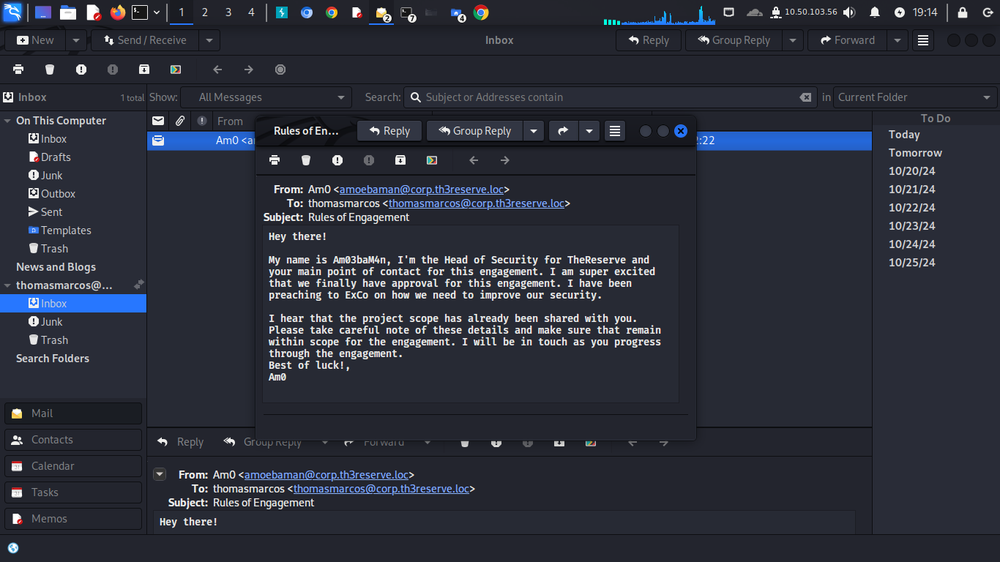 1 2 3 4
2 7 4
10.50.103.56 19:14
New Send / Receive Inbox Reply Group Reply Forward
Inbox 1 total Show: All Messages Search: Subject or Addresses contain in Current Folder
On This Computer
Inbox
Drafts
Junk
Outbox
Sent
Templates
Trash
News and Blogs
thomasmarcos@...
Inbox
Junk
Trash
Search Folders
Mail
Contacts
Calendar
31
Tasks
31
Memos
From
Am0 <
:22
Rules of En... Reply Group Reply
From: Am0 <amoebaman@corp.th3reserve.loc>
To: thomasmarcos <thomasmarcos@corp.th3reserve.loc>
Subject: Rules of Engagement
Hey there!
My name is Am03baM4n, I'm the Head of Security for TheReserve and
your main point of contact for this engagement. I am super excited
that we finally have approval for this engagement. I have been
preaching to ExCo on how we need to improve our security.
I hear that the project scope has already been shared with you.
Please take careful note of these details and make sure that remain
within scope for the engagement. I will be in touch as you progress
through the engagement.
Best of luck!,
Am0
Reply Group Reply Forward
From: Am0 <amoebaman@corp.th3reserve.loc>
To: thomasmarcos <thomasmarcos@corp.th3reserve.loc>
Subject: Rules of Engagement
Hey there!
To Do
Today
Tomorrow
10/20/24
10/21/24
10/22/24
10/23/24
10/24/24
10/25/24